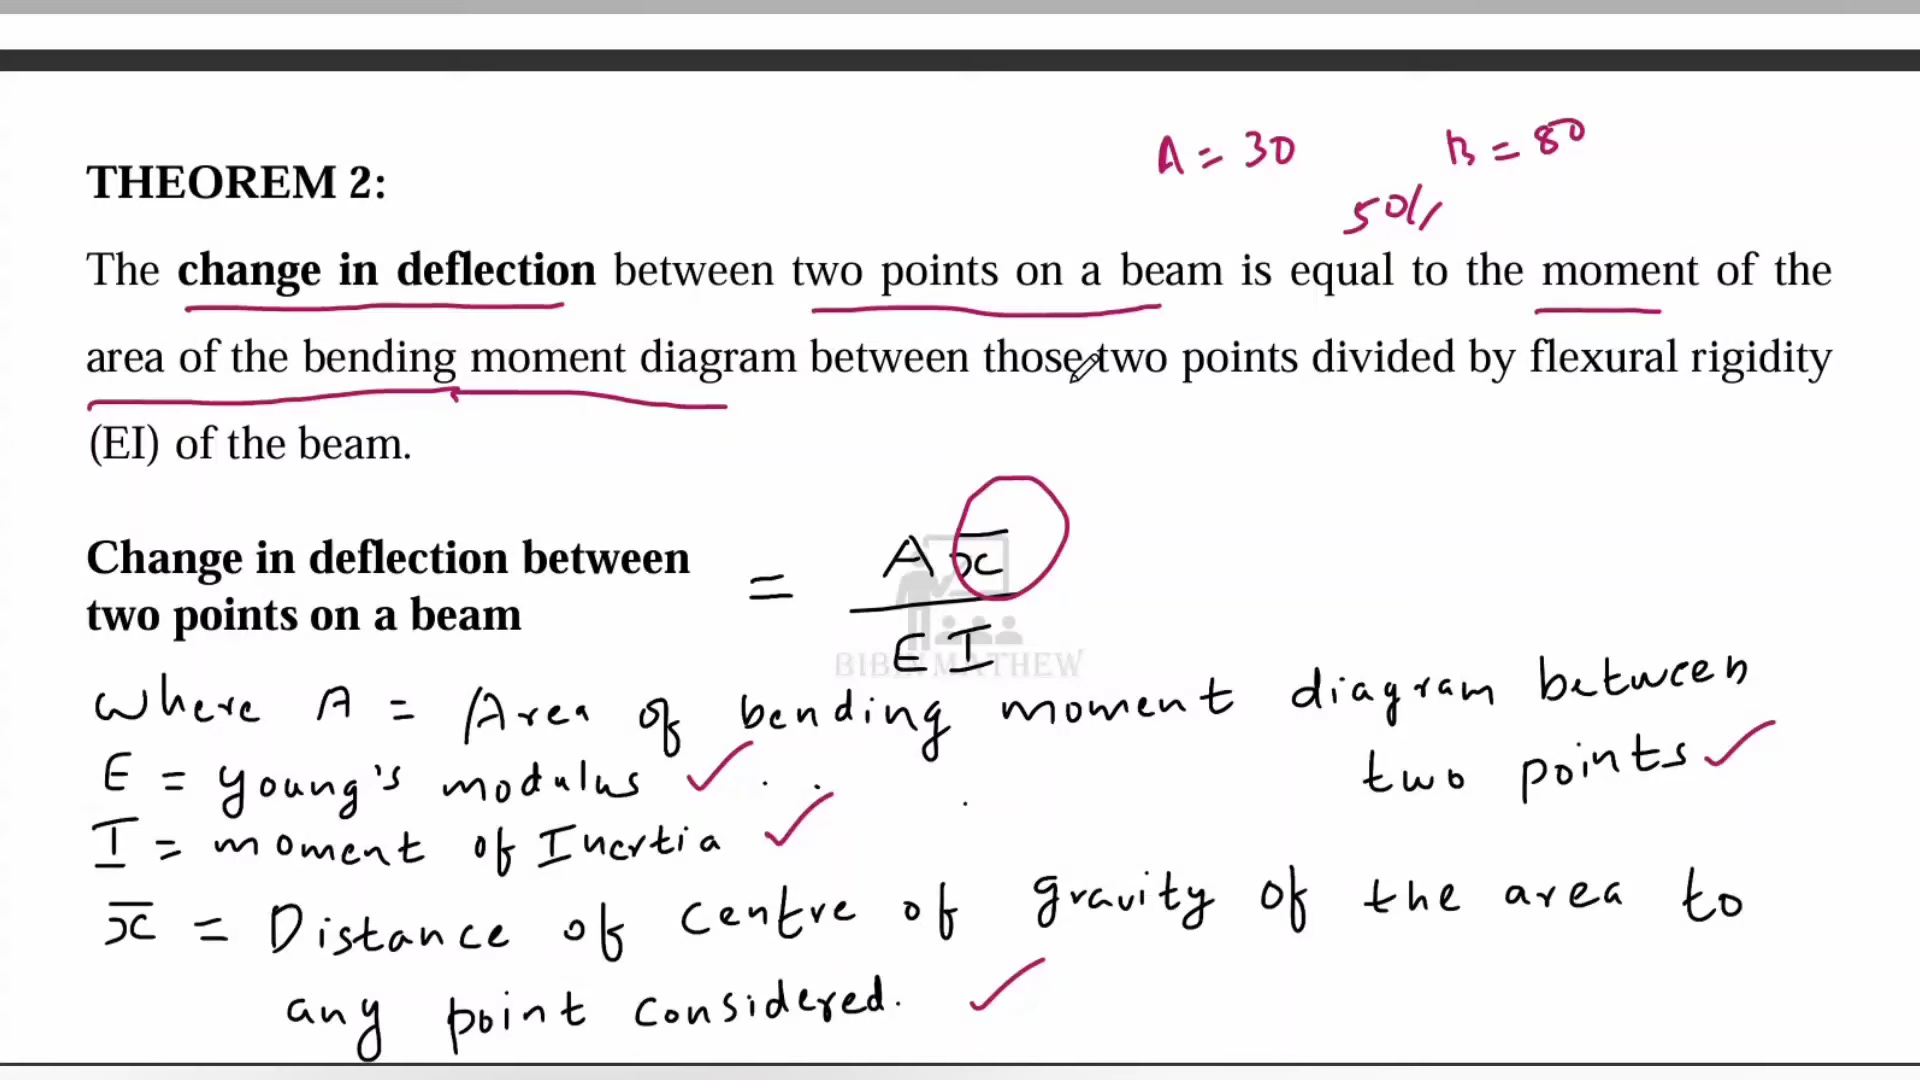 A = 30 B = 80
THEOREM 2:
50//
The change in deflection between two points on a beam is equal to the moment of the
area of the bending moment diagram between those two points divided by flexural rigidity
(EI) of the beam.
Change in deflection between
two points on a beam
= A x̄ / E I
BIBIN MATHEW
Where A = Area of bending moment diagram between
two points
E = young's modulus
I = moment of Inertia
x̄ = Distance of centre of gravity of the area to
any point considered.